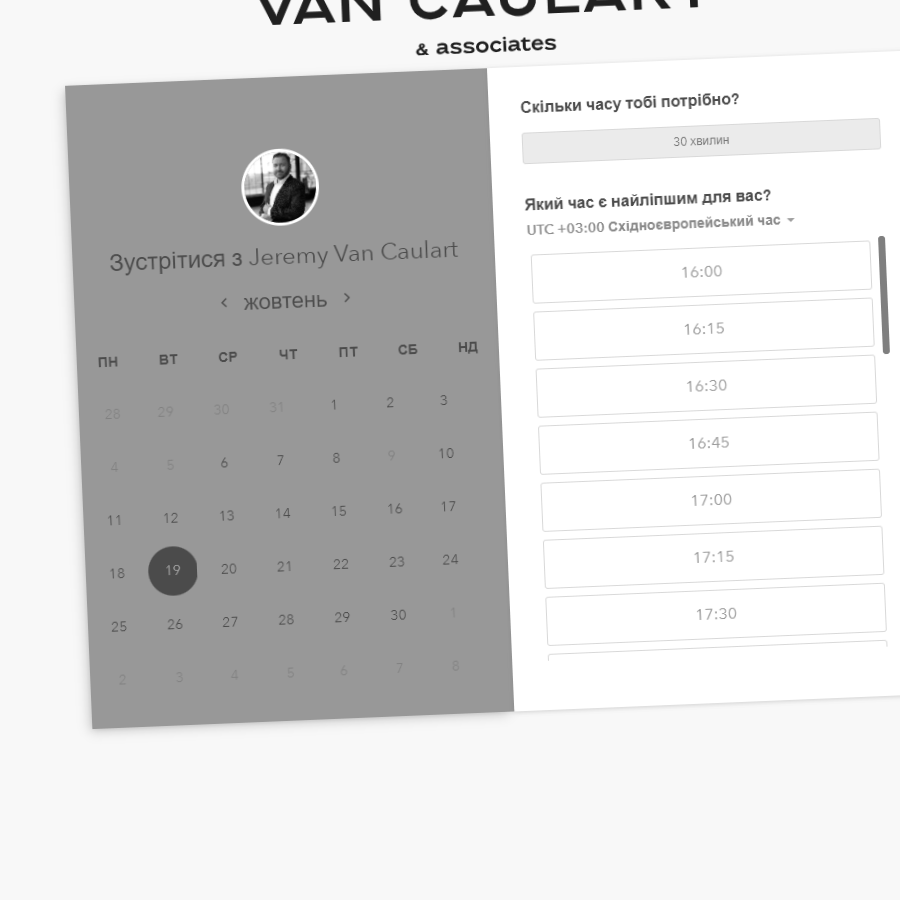 VAN CAULART
& associates
Зустрітися з Jeremy Van Caulart
‹ жовтень ›
ПН ВТ СР ЧТ ПТ СБ НД
28 29 30 31 1 2 3
4 5 6 7 8 9 10
11 12 13 14 15 16 17
18 19 20 21 22 23 24
25 26 27 28 29 30 1
2 3 4 5 6 7 8
Скільки часу тобі потрібно?
30 хвилин
Який час є найліпшим для вас?
UTC +03:00 Східноєвропейський час
16:00
16:15
16:30
16:45
17:00
17:15
17:30